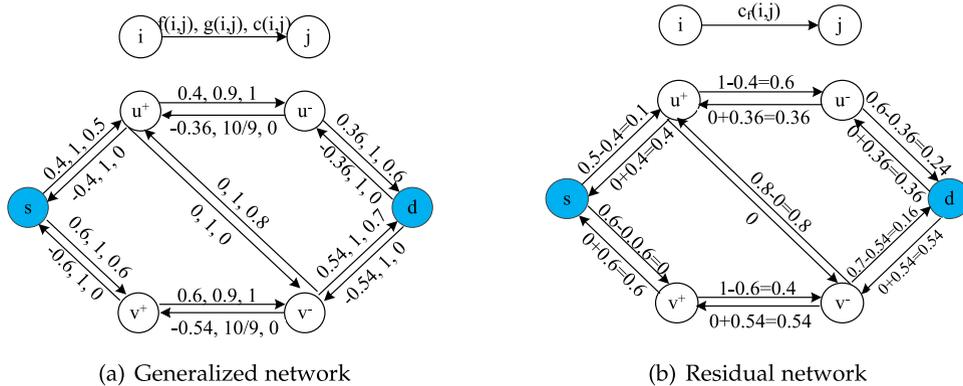 i
f(i,j), g(i,j), c(i,j)
j
u⁺
0.4, 0.9, 1
-0.36, 10/9, 0
u⁻
0.4, 1, 0.5
-0.4, 1, 0
0.36, 1, 0.6
-0.36, 1, 0
s
0, 1, 0.8
0, 1, 0
d
0.6, 1, 0.6
-0.6, 1, 0
0.54, 1, 0.7
-0.54, 1, 0
v⁺
0.6, 0.9, 1
-0.54, 10/9, 0
v⁻
(a) Generalized network
i
c_f(i,j)
j
u⁺
1-0.4=0.6
0+0.36=0.36
u⁻
0.5-0.4=0.1
0+0.4=0.4
0.6-0.36=0.24
0+0.36=0.36
s
0.8-0=0.8
0
d
0.6-0.0.6=0
0+0.6=0.6
0.7-0.54=0.16
0+0.54=0.54
v⁺
1-0.6=0.4
0+0.54=0.54
v⁻
(b) Residual network